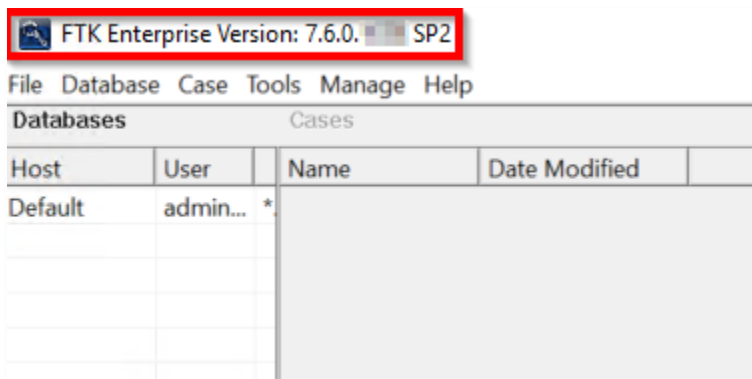 FTK Enterprise Version: 7.6.0. SP2
File Database Case Tools Manage Help
Databases Cases
Host User Name Date Modified
Default admin... *.